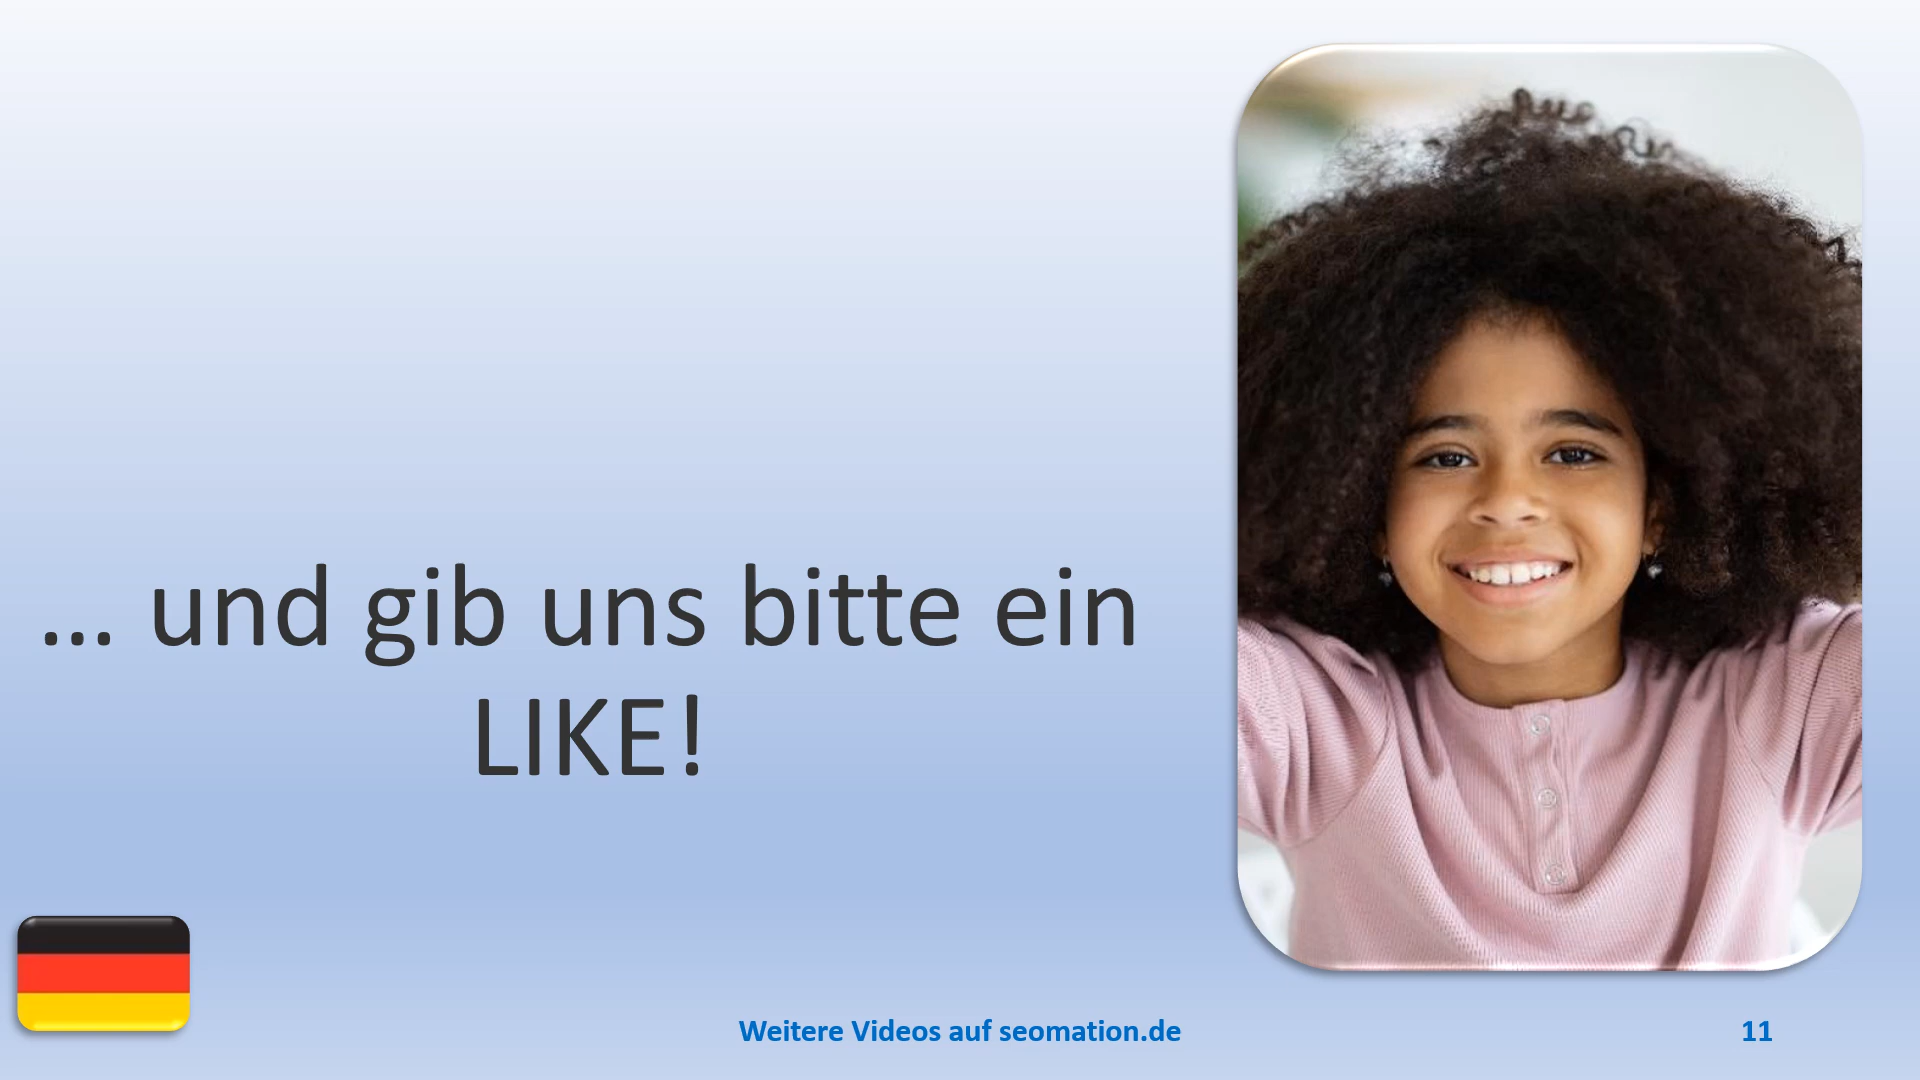 … und gib uns bitte ein
LIKE!
Weitere Videos auf seomation.de
11